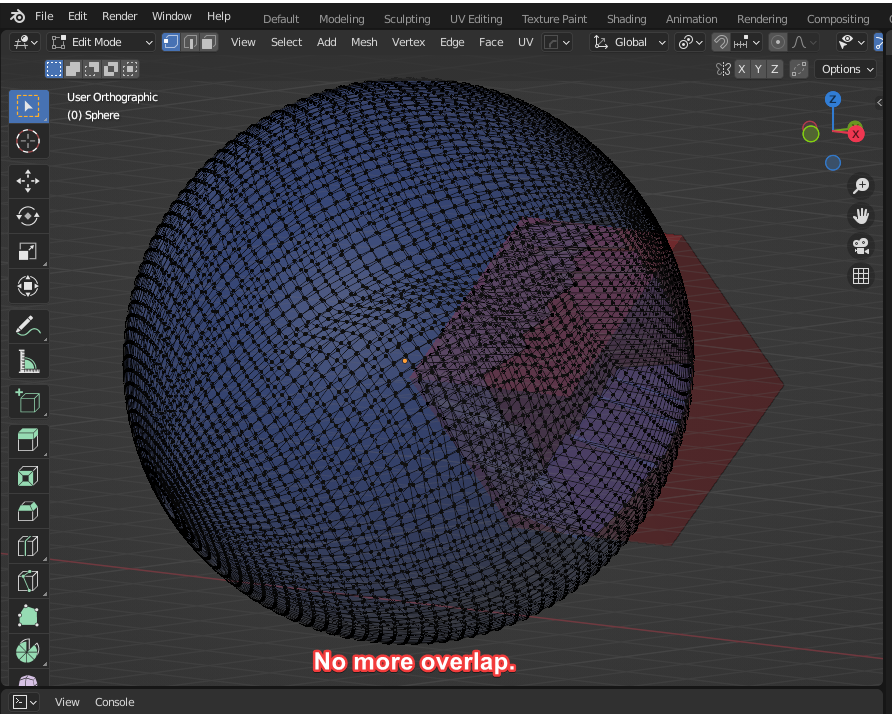 File Edit Render Window Help Default Modeling Sculpting UV Editing Texture Paint Shading Animation Rendering Compositing
Edit Mode View Select Add Mesh Vertex Edge Face UV Global
X Y Z Options
User Orthographic
(0) Sphere
Z
X
No more overlap.
View Console